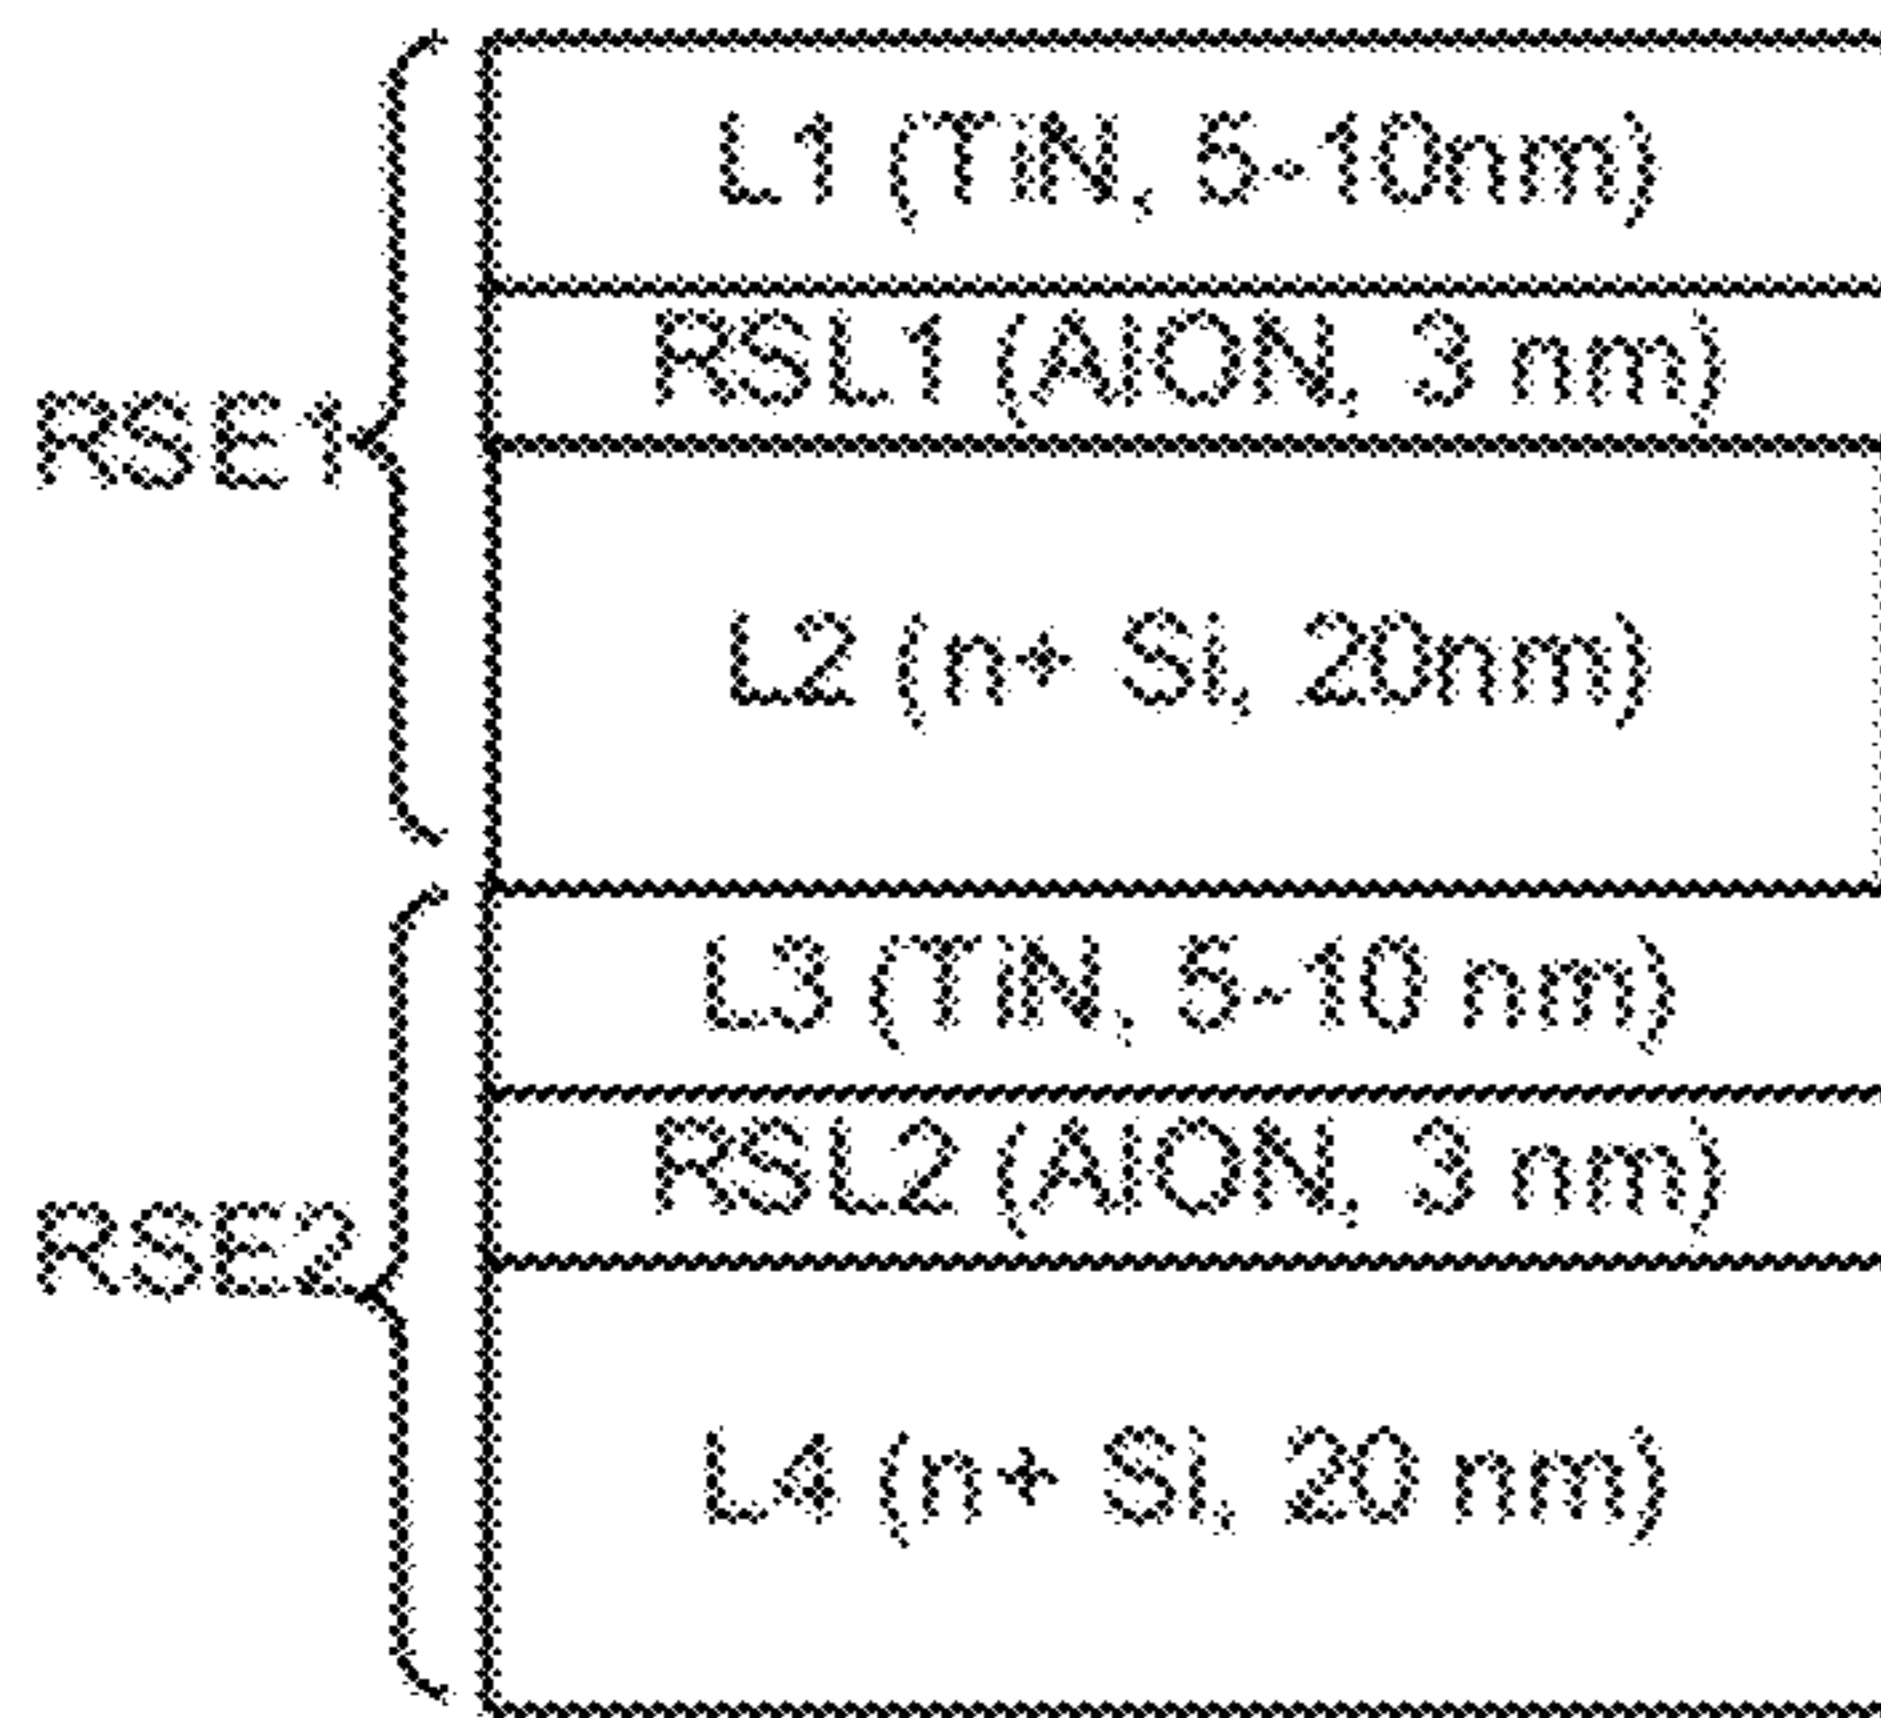 L1 (TiN, 5-10nm)
RSL1 (AlON, 3 nm)
RSE1
L2 (n+ Si, 20nm)
L3 (TiN, 5-10 nm)
RSL2 (AlON, 3 nm)
RSE2
L4 (n+ Si, 20 nm)